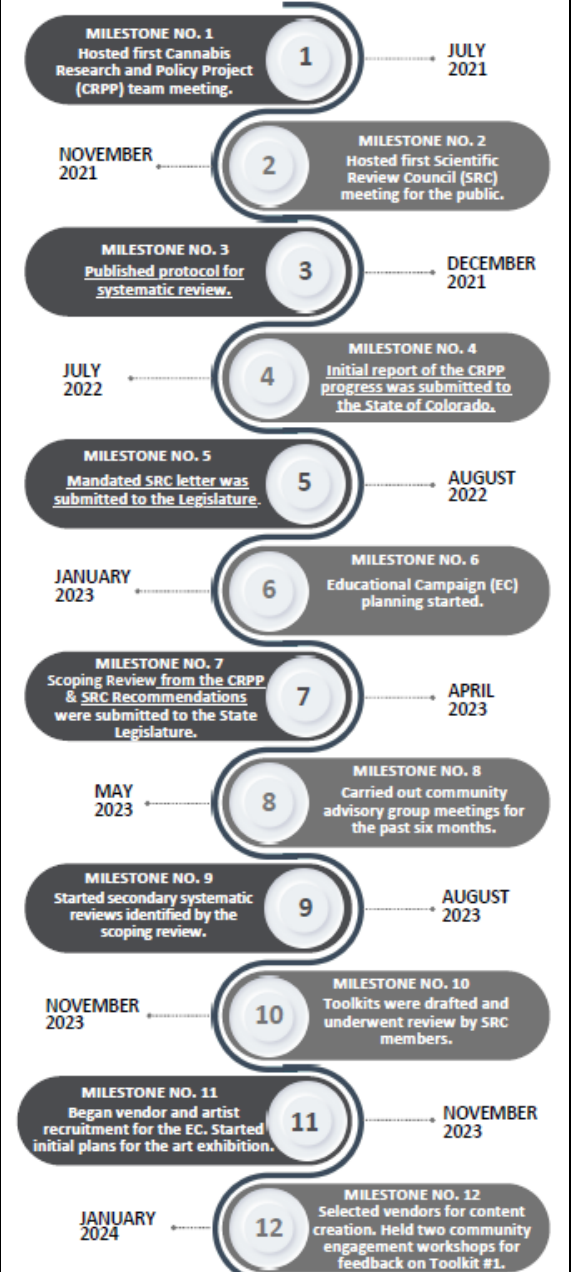 MILESTONE NO. 1
Hosted first Cannabis
Research and Policy Project
(CRPP) team meeting.
1
JULY
2021
NOVEMBER
2021
2
MILESTONE NO. 2
Hosted first Scientific
Review Council (SRC)
meeting for the public.
MILESTONE NO. 3
Published protocol for
systematic review.
3
DECEMBER
2021
JULY
2022
4
MILESTONE NO. 4
Initial report of the CRPP
progress was submitted to
the State of Colorado.
MILESTONE NO. 5
Mandated SRC letter was
submitted to the Legislature.
5
AUGUST
2022
JANUARY
2023
6
MILESTONE NO. 6
Educational Campaign (EC)
planning started.
MILESTONE NO. 7
Scoping Review from the CRPP
& SRC Recommendations
were submitted to the State
Legislature.
7
APRIL
2023
MAY
2023
8
MILESTONE NO. 8
Carried out community
advisory group meetings for
the past six months.
MILESTONE NO. 9
Started secondary systematic
reviews identified by the
scoping review.
9
AUGUST
2023
NOVEMBER
2023
10
MILESTONE NO. 10
Toolkits were drafted and
underwent review by SRC
members.
MILESTONE NO. 11
Began vendor and artist
recruitment for the EC. Started
initial plans for the art exhibition.
11
NOVEMBER
2023
JANUARY
2024
12
MILESTONE NO. 12
Selected vendors for content
creation. Held two community
engagement workshops for
feedback on Toolkit #1.